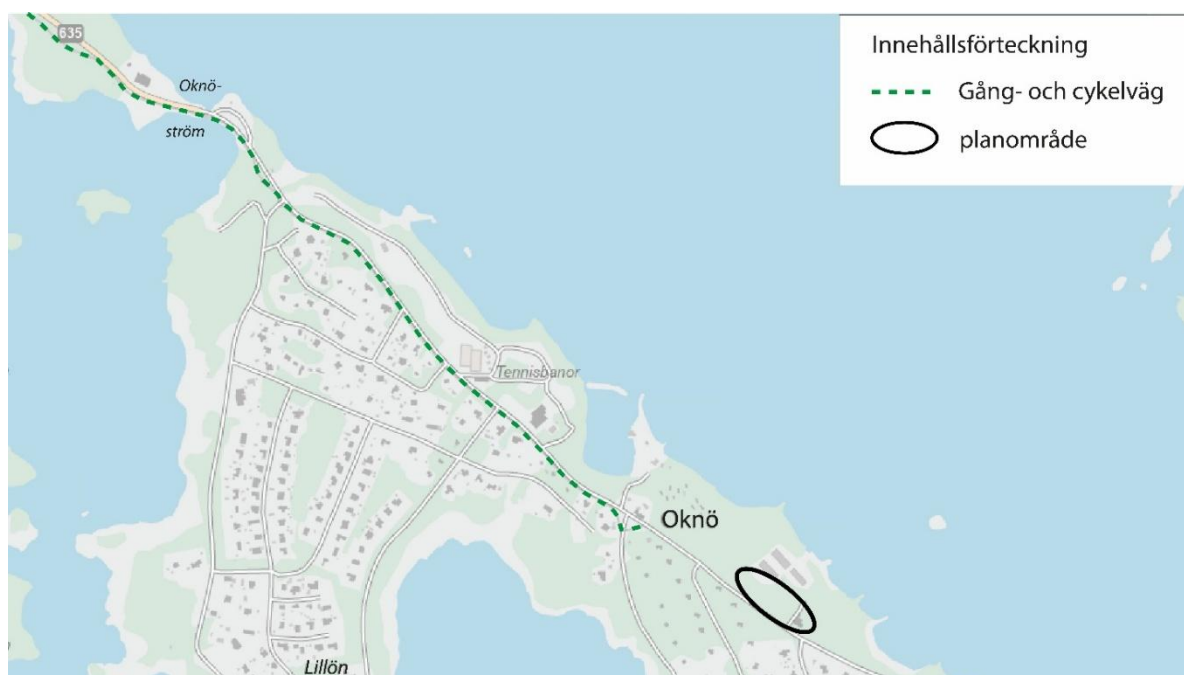 635
Oknö-
ström
Tennisbanor
Oknö
Lillön
Innehållsförteckning
Gång- och cykelväg
planområde